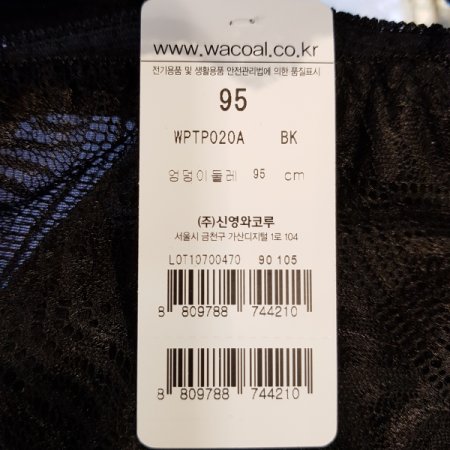 www.wacoal.co.kr
전기용품 및 생활용품 안전관리법에 의한 품질표시
95
WPTP020A BK
엉덩이둘레 95 cm
(주)신영와코루
서울시 금천구 가산디지털 1로 104
LOT10700470 90 105
8 809788 744210
8 809788 744210